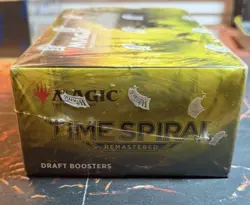 MAGIC
TIME SPIRAL
REMASTERED
DRAFT BOOSTERS